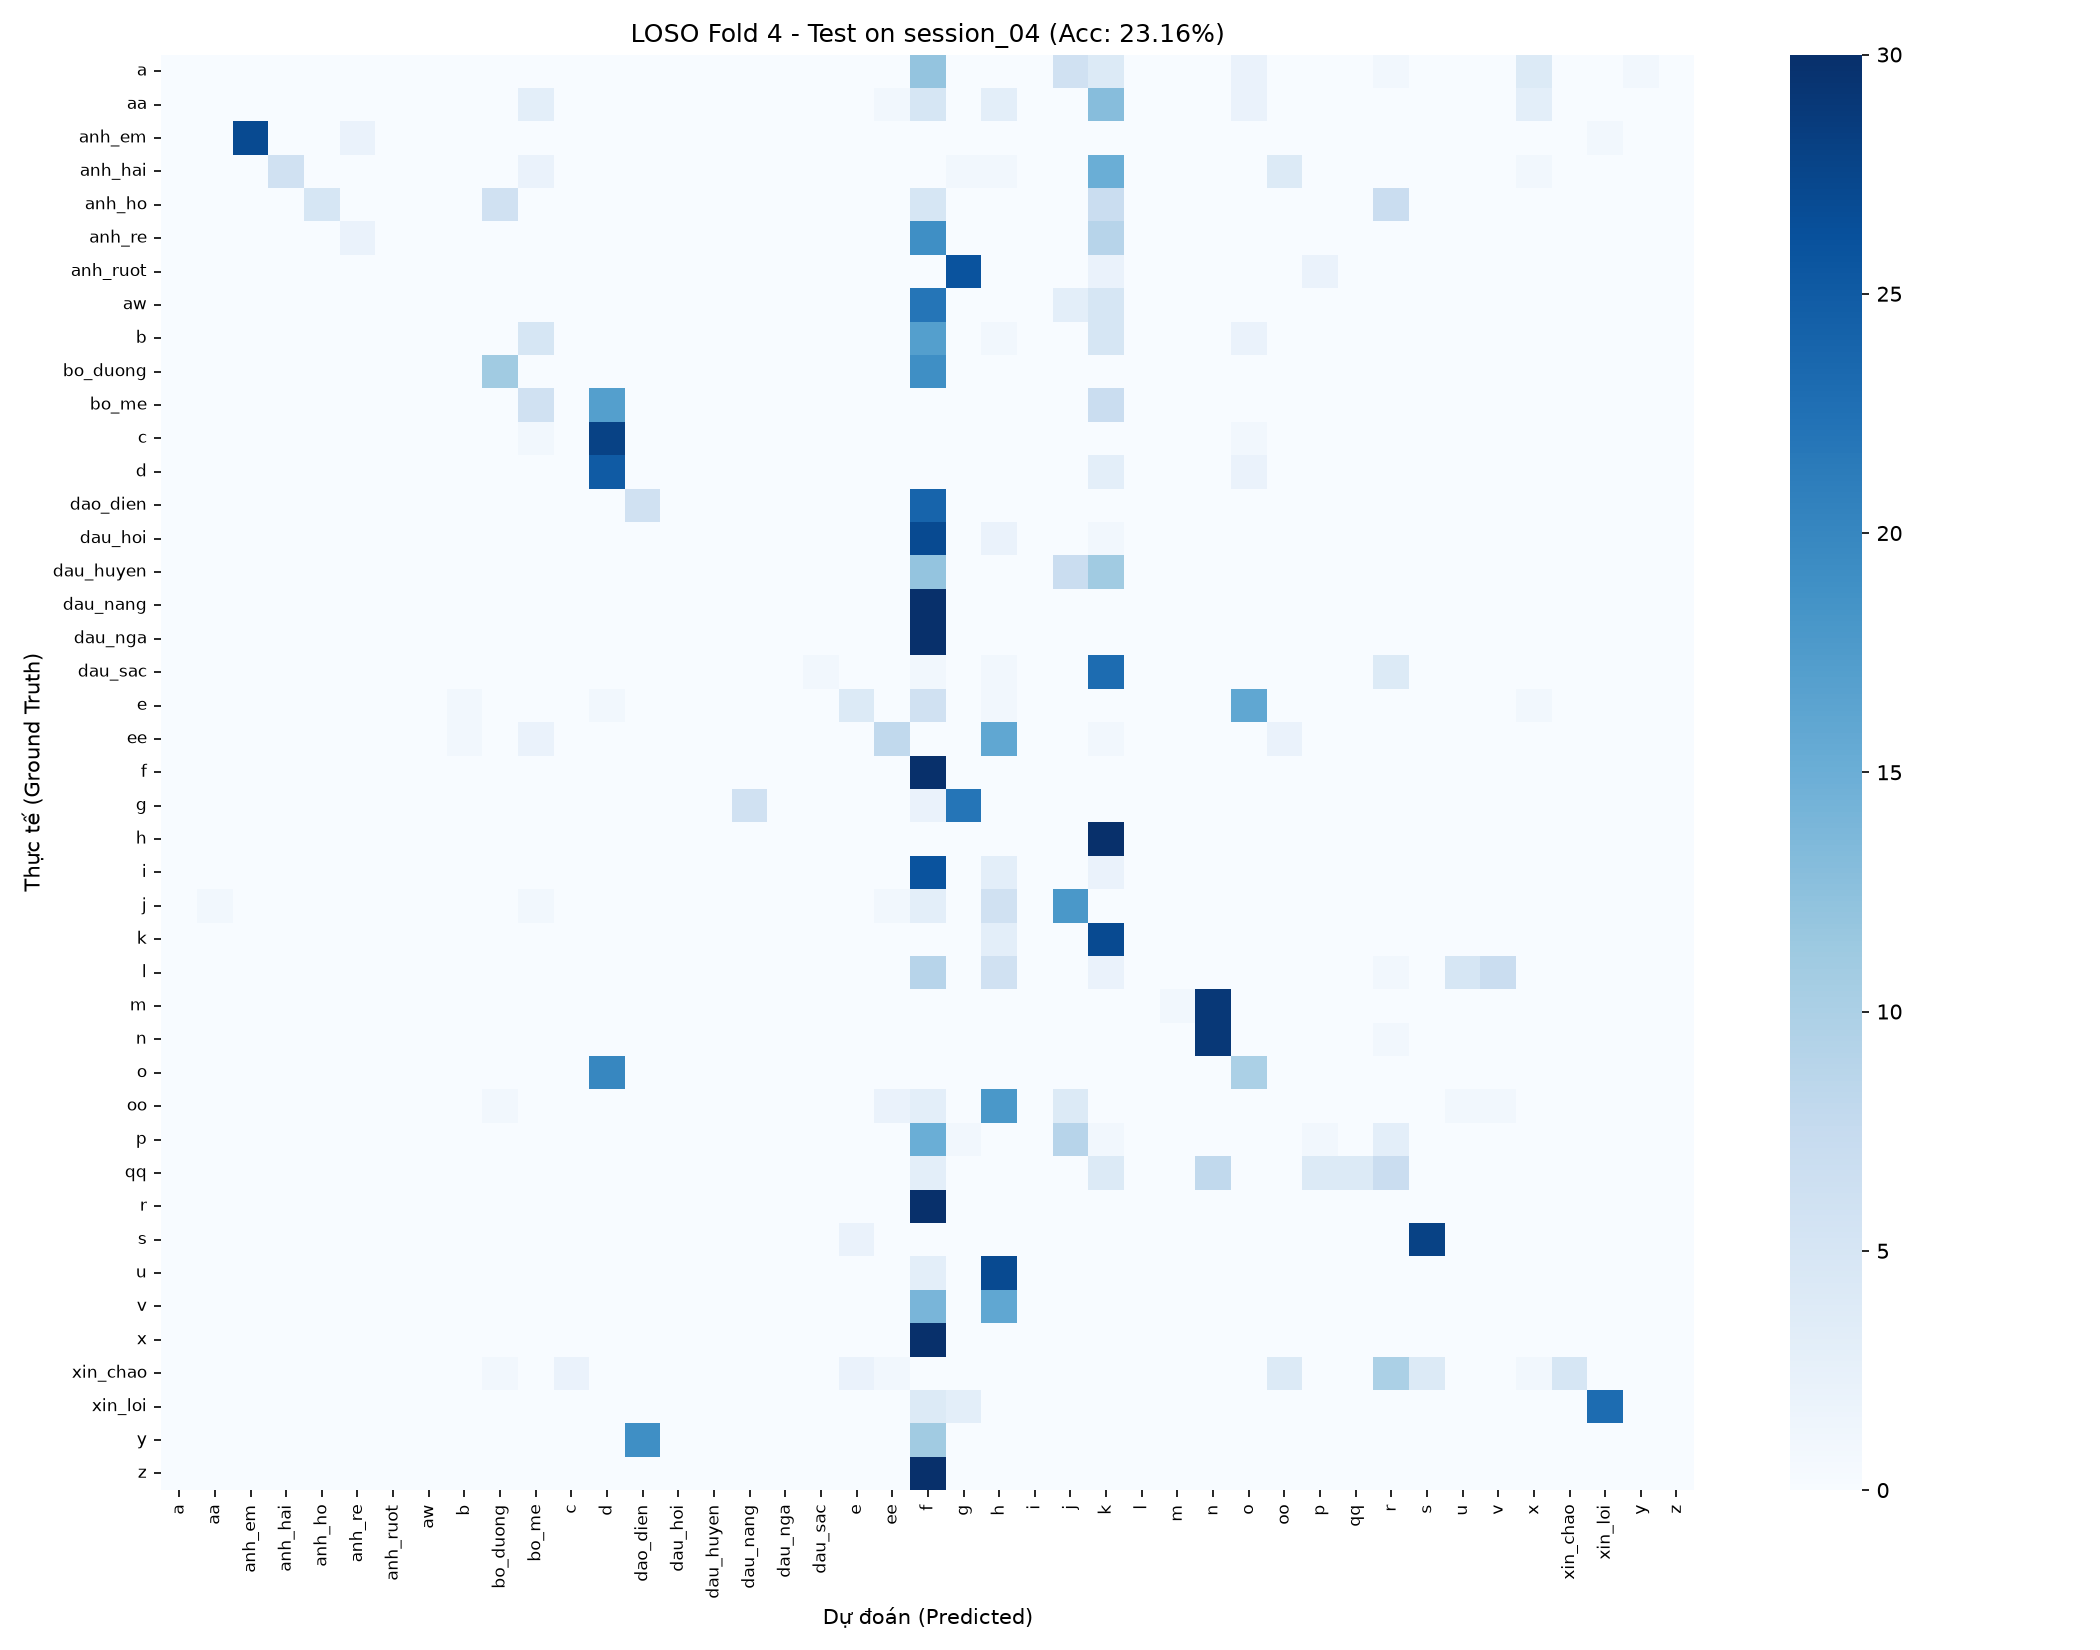 LOSO Fold 4 - Test on session_04 (Acc: 23.16%)
Thực tế (Ground Truth)
a
aa
anh_em
anh_hai
anh_ho
anh_re
anh_ruot
aw
b
bo_duong
bo_me
c
d
dao_dien
dau_hoi
dau_huyen
dau_nang
dau_nga
dau_sac
e
ee
f
g
h
i
j
k
l
m
n
o
oo
p
qq
r
s
u
v
x
xin_chao
xin_loi
y
z
a aa anh_em anh_hai anh_ho anh_re anh_ruot aw b bo_duong bo_me c d dao_dien dau_hoi dau_huyen dau_nang dau_nga dau_sac e ee f g h i j k l m n o oo p qq r s u v x xin_chao xin_loi y z
Dự đoán (Predicted)
30
25
20
15
10
5
0